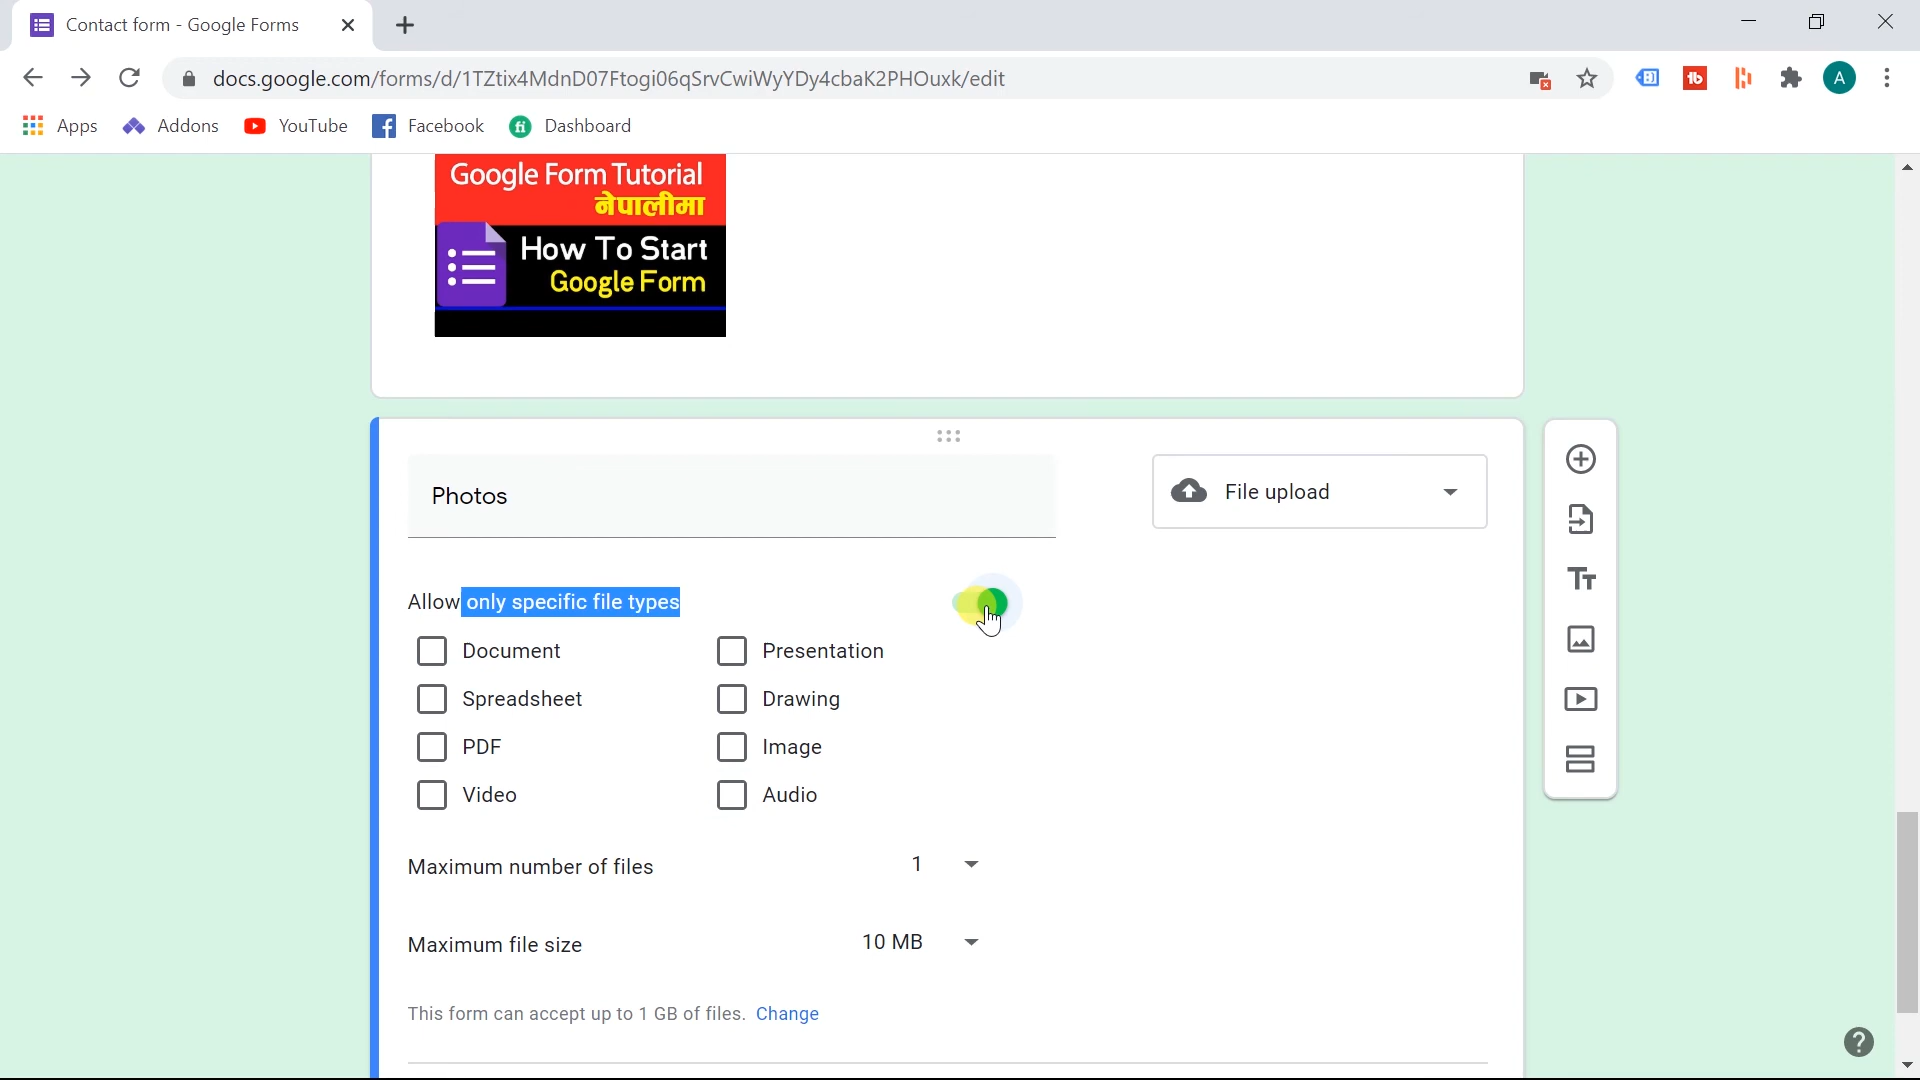 Contact form - Google Forms
docs.google.com/forms/d/1TZtix4MdnD07Ftogi06qSrvCwiWyYDy4cbaK2PHOuxk/edit
A
Apps Addons YouTube Facebook Dashboard
Google Form Tutorial
नेपालीमा
How To Start
Google Form
Photos
File upload
Allow only specific file types
Document Presentation
Spreadsheet Drawing
PDF Image
Video Audio
Maximum number of files 1
Maximum file size 10 MB
This form can accept up to 1 GB of files. Change